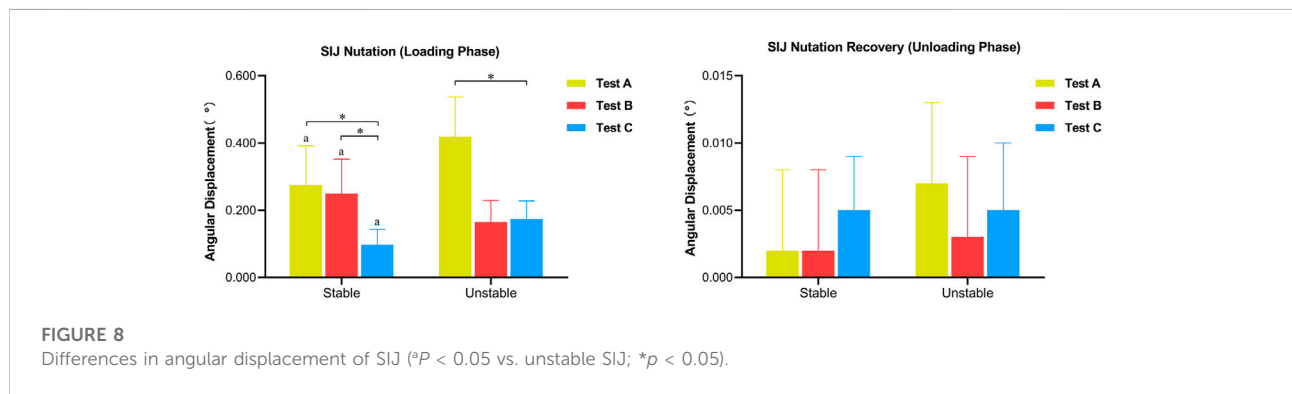 SIJ Nutation (Loading Phase)
Angular Displacement(°)
0.600
0.400
0.200
0.000
a
a
a
*
*
*
Stable
Unstable
Test A
Test B
Test C
SIJ Nutation Recovery (Unloading Phase)
Angular Displacement (°)
0.015
0.010
0.005
0.000
Stable
Unstable
Test A
Test B
Test C
FIGURE 8
Differences in angular displacement of SIJ (ᵃP < 0.05 vs. unstable SIJ; *p < 0.05).